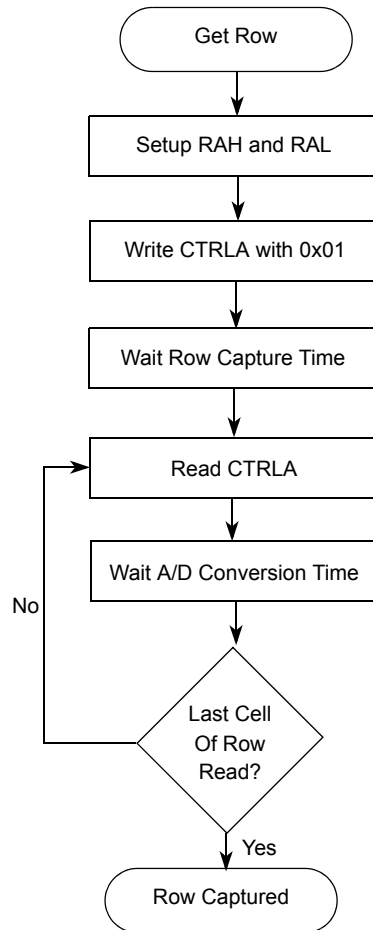 Get Row
Setup RAH and RAL
Write CTRLA with 0x01
Wait Row Capture Time
Read CTRLA
Wait A/D Conversion Time
No
Last Cell
Of Row
Read?
Yes
Row Captured